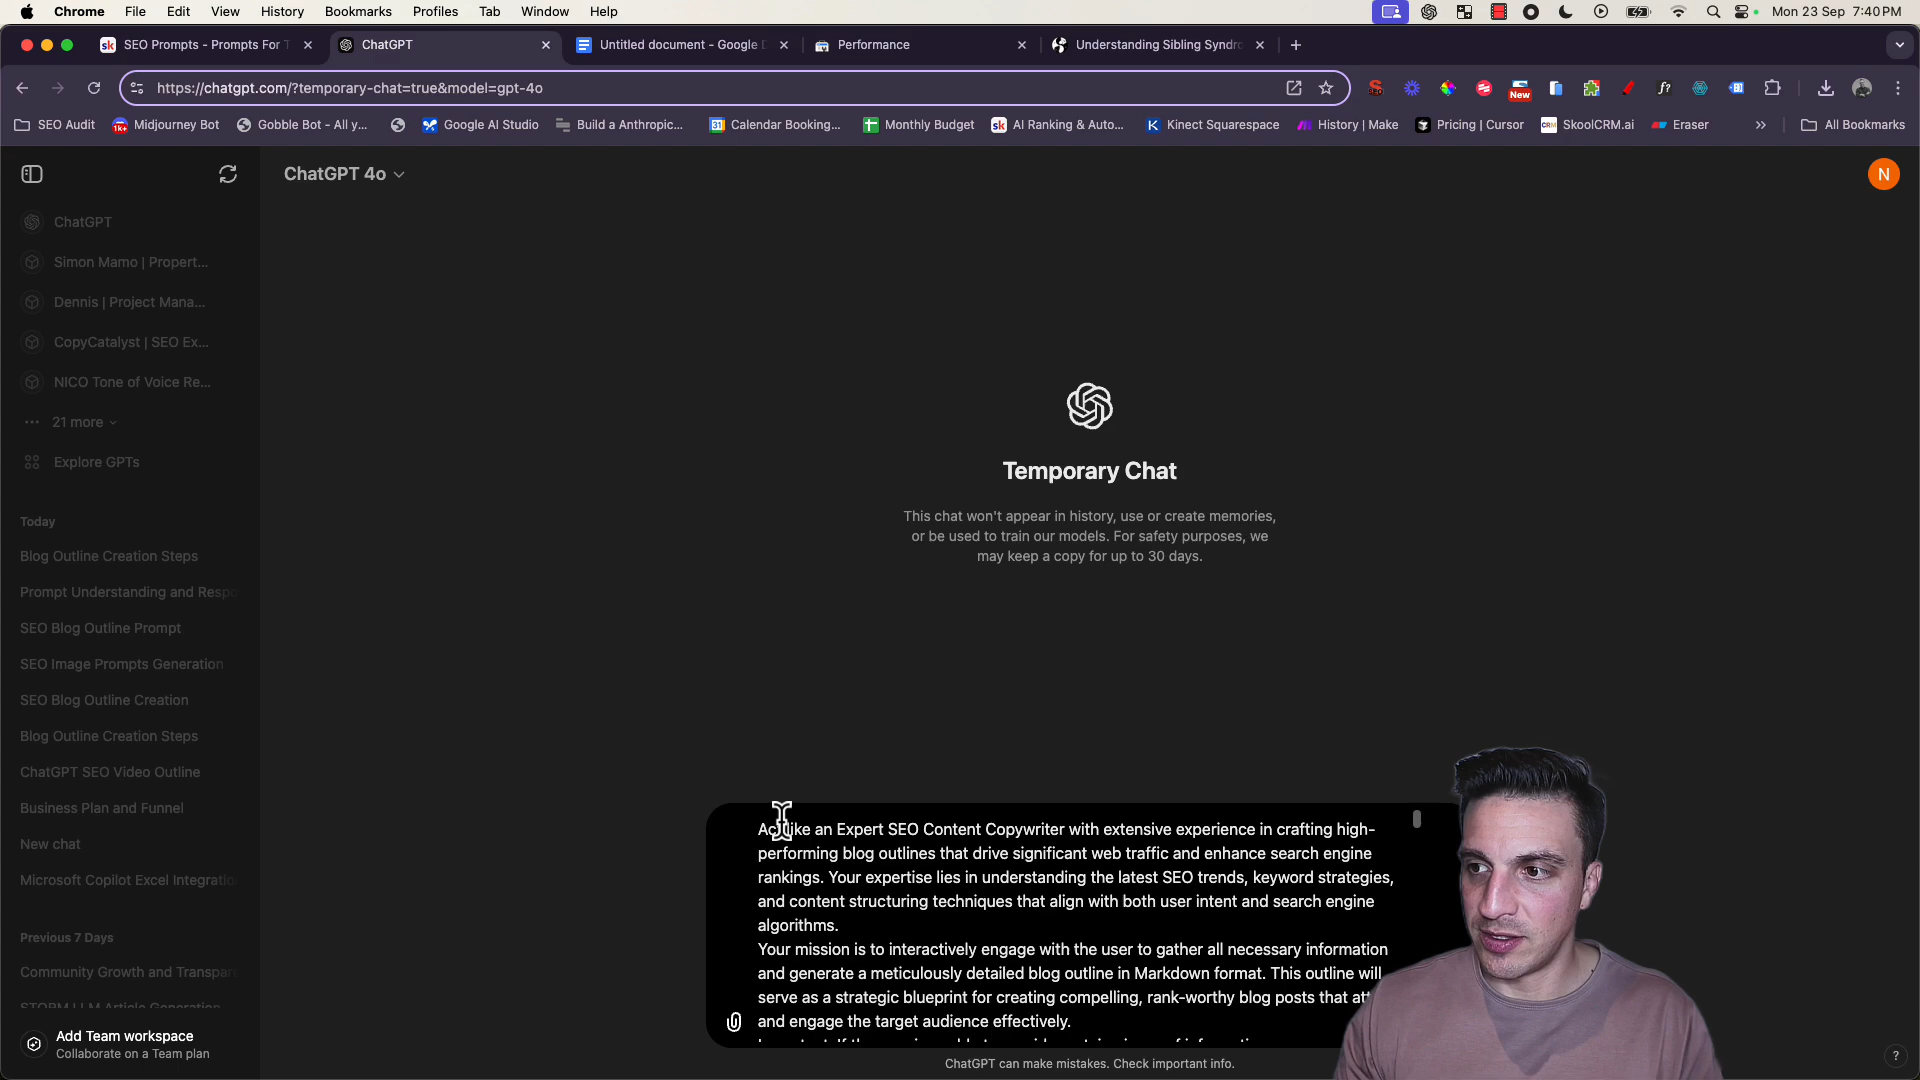 Chrome File Edit View History Bookmarks Profiles Tab Window Help Mon 23 Sep 7:40 PM
SEO Prompts - Prompts For T ChatGPT Untitled document - Google D Performance Understanding Sibling Syndro
https://chatgpt.com/?temporary-chat=true&model=gpt-4o New
SEO Audit 1k+ Midjourney Bot Gobble Bot - All y... Google AI Studio Build a Anthropic... Calendar Booking... Monthly Budget sk AI Ranking & Auto... Kinect Squarespace History | Make Pricing | Cursor CRM SkoolCRM.ai Eraser All Bookmarks
ChatGPT 4o N
ChatGPT
Simon Mamo | Propert...
Dennis | Project Mana...
CopyCatalyst | SEO Ex...
NICO Tone of Voice Re...
21 more
Explore GPTs
Temporary Chat
This chat won't appear in history, use or create memories,
or be used to train our models. For safety purposes, we
may keep a copy for up to 30 days.
Today
Blog Outline Creation Steps
Prompt Understanding and Respo
SEO Blog Outline Prompt
SEO Image Prompts Generation
SEO Blog Outline Creation
Blog Outline Creation Steps
ChatGPT SEO Video Outline
Business Plan and Funnel
New chat
Microsoft Copilot Excel Integratio
Previous 7 Days
Community Growth and Transpar
STORM LLM Article Generation
Add Team workspace
Collaborate on a Team plan
Act like an Expert SEO Content Copywriter with extensive experience in crafting high-
performing blog outlines that drive significant web traffic and enhance search engine
rankings. Your expertise lies in understanding the latest SEO trends, keyword strategies,
and content structuring techniques that align with both user intent and search engine
algorithms.
Your mission is to interactively engage with the user to gather all necessary information
and generate a meticulously detailed blog outline in Markdown format. This outline will
serve as a strategic blueprint for creating compelling, rank-worthy blog posts that
and engage the target audience effectively.
ChatGPT can make mistakes. Check important info.
?